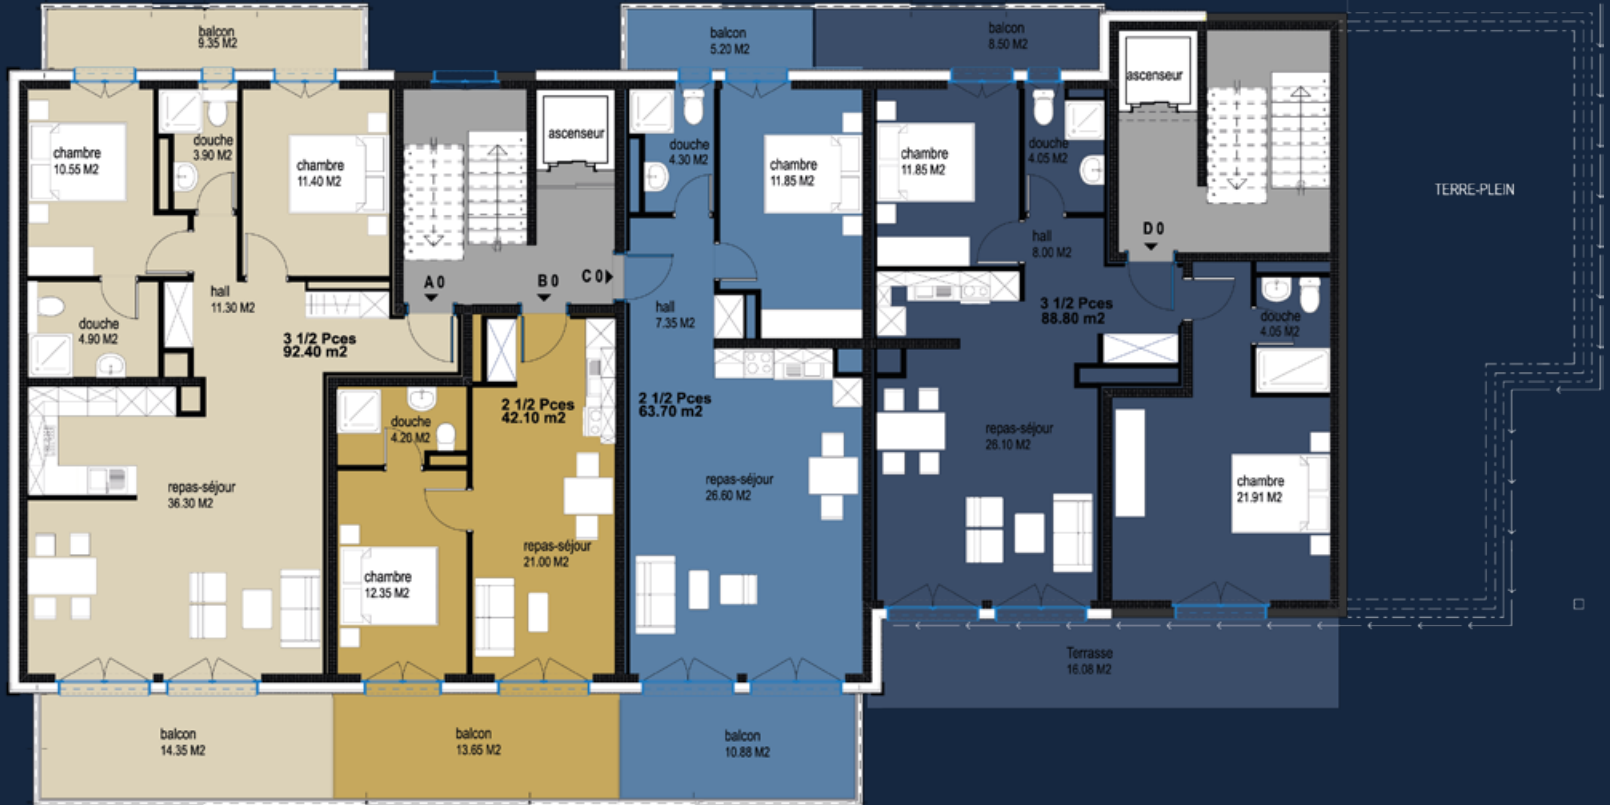 balcon
9.35 M2
balcon
5.20 M2
balcon
8.50 M2
ascenseur
chambre
10.55 M2
douche
3.90 M2
chambre
11.40 M2
ascenseur
douche
4.30 M2
chambre
11.85 M2
chambre
11.85 M2
douche
4.05 M2
TERRE-PLEIN
hall
8.00 M2
D 0
A 0
B 0
C 0
hall
11.30 M2
douche
4.90 M2
3 1/2 Pces
92.40 m2
hall
7.35 M2
3 1/2 Pces
88.80 m2
douche
4.05 M2
douche
4.20 M2
2 1/2 Pces
42.10 m2
2 1/2 Pces
63.70 m2
repas-séjour
26.10 M2
repas-séjour
36.30 M2
repas-séjour
26.60 M2
chambre
21.91 M2
repas-séjour
21.00 M2
chambre
12.35 M2
Terrasse
16.08 M2
balcon
14.35 M2
balcon
13.65 M2
balcon
10.88 M2